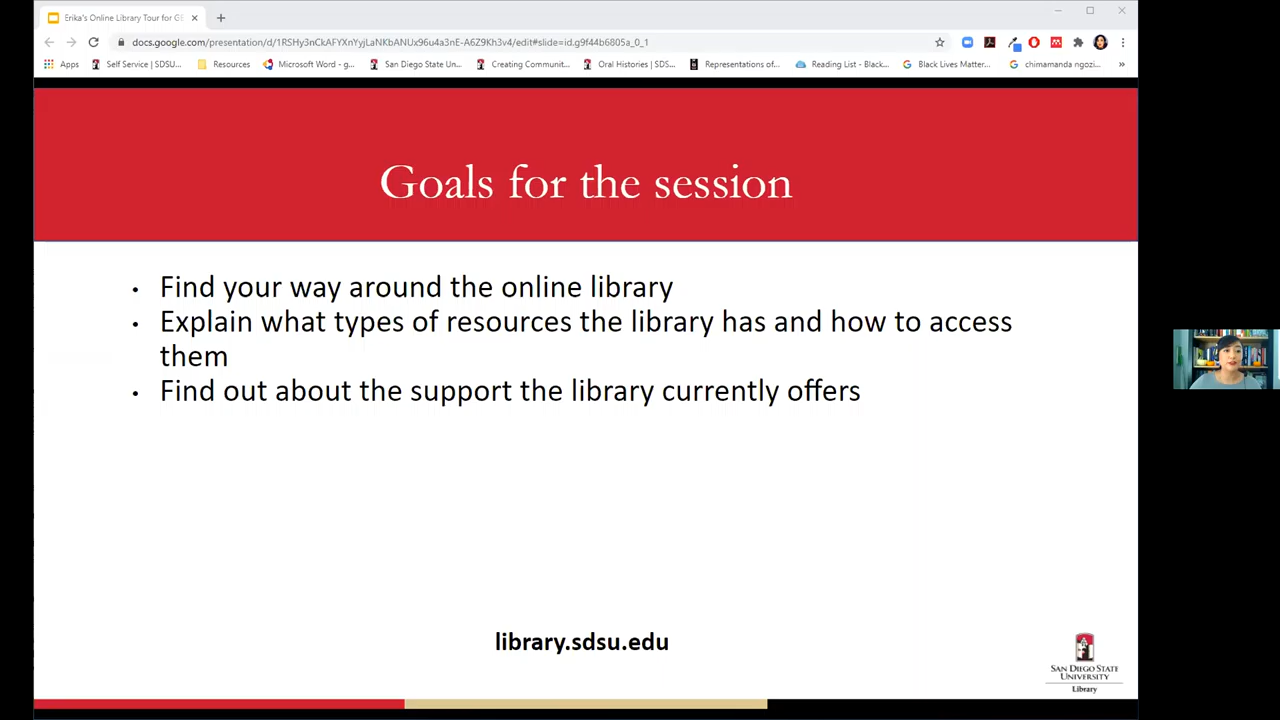 Erika's Online Library Tour for GE
docs.google.com/presentation/d/1RSHy3nCkAFYXnYyjLaNKbANUx96u4a3nE-A6Z9Kh3v4/edit#slide=id.g9f44b6805a_0_1
Apps Self Service | SDSU... Resources Microsoft Word - g... San Diego State Un... Creating Communit... Oral Histories | SDS... Representations of... Reading List - Black... Black Lives Matter... chimamanda ngozi... »
Goals for the session
• Find your way around the online library
• Explain what types of resources the library has and how to access
them
• Find out about the support the library currently offers
library.sdsu.edu
SAN DIEGO STATE
UNIVERSITY
Library